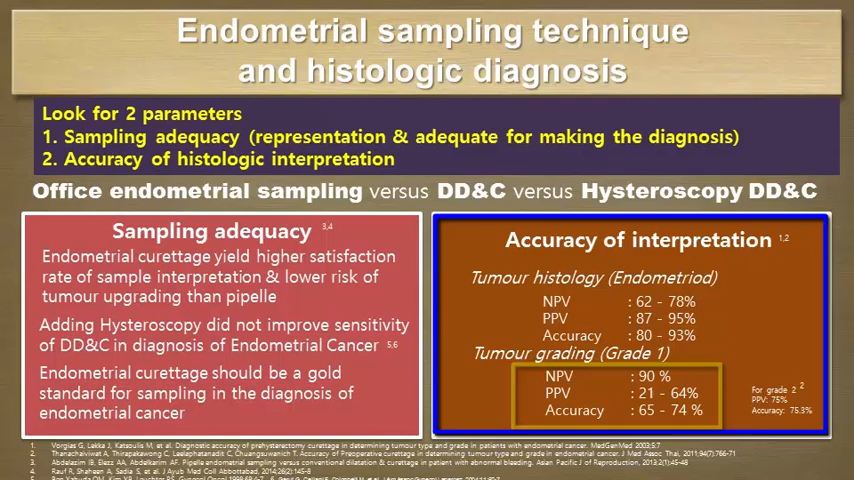 Endometrial sampling technique
and histologic diagnosis
Look for 2 parameters
1. Sampling adequacy (representation & adequate for making the diagnosis)
2. Accuracy of histologic interpretation
Office endometrial sampling versus DD&C versus Hysteroscopy DD&C
Sampling adequacy 3,4
Endometrial curettage yield higher satisfaction
rate of sample interpretation & lower risk of
tumour upgrading than pipelle
Adding Hysteroscopy did not improve sensitivity
of DD&C in diagnosis of Endometrial Cancer 5,6
Endometrial curettage should be a gold
standard for sampling in the diagnosis of
endometrial cancer
Accuracy of interpretation 1,2
Tumour histology (Endometriod)
NPV : 62 - 78%
PPV : 87 - 95%
Accuracy : 80 - 93%
Tumour grading (Grade 1)
NPV : 90 %
PPV : 21 - 64%
Accuracy : 65 - 74 %
For grade 2 2
PPV: 75%
Accuracy: 75.3%
1. Vorgias G, Lekka J, Katsoulis M, et al. Diagnostic accuracy of prehysterectomy curettage in determining tumour type and grade in patients with endometrial cancer. MedGenMed 2003;5:7
2. Thanachaiviwat A, Thirapakawong C, Leelaphatanadit C, Chuangsuwanich T. Accuracy of Preoperative curettage in determining tumour type and grade in endometrial cancer. J Med Assoc Thai, 2011;94(7):766-71
3. Abdelazim IB, Elezz AA, Abdelkarim AF. Pipelle endometrial sampling versus conventional dilatation & curettage in patient with abnormal bleeding. Asian Pacific J of Reproduction, 2013;2(1):45-48
4. Rauf R, Shaheen A, Sadia S, et al. J Ayub Med Coll Abbottabad, 2014;26(2):145-8